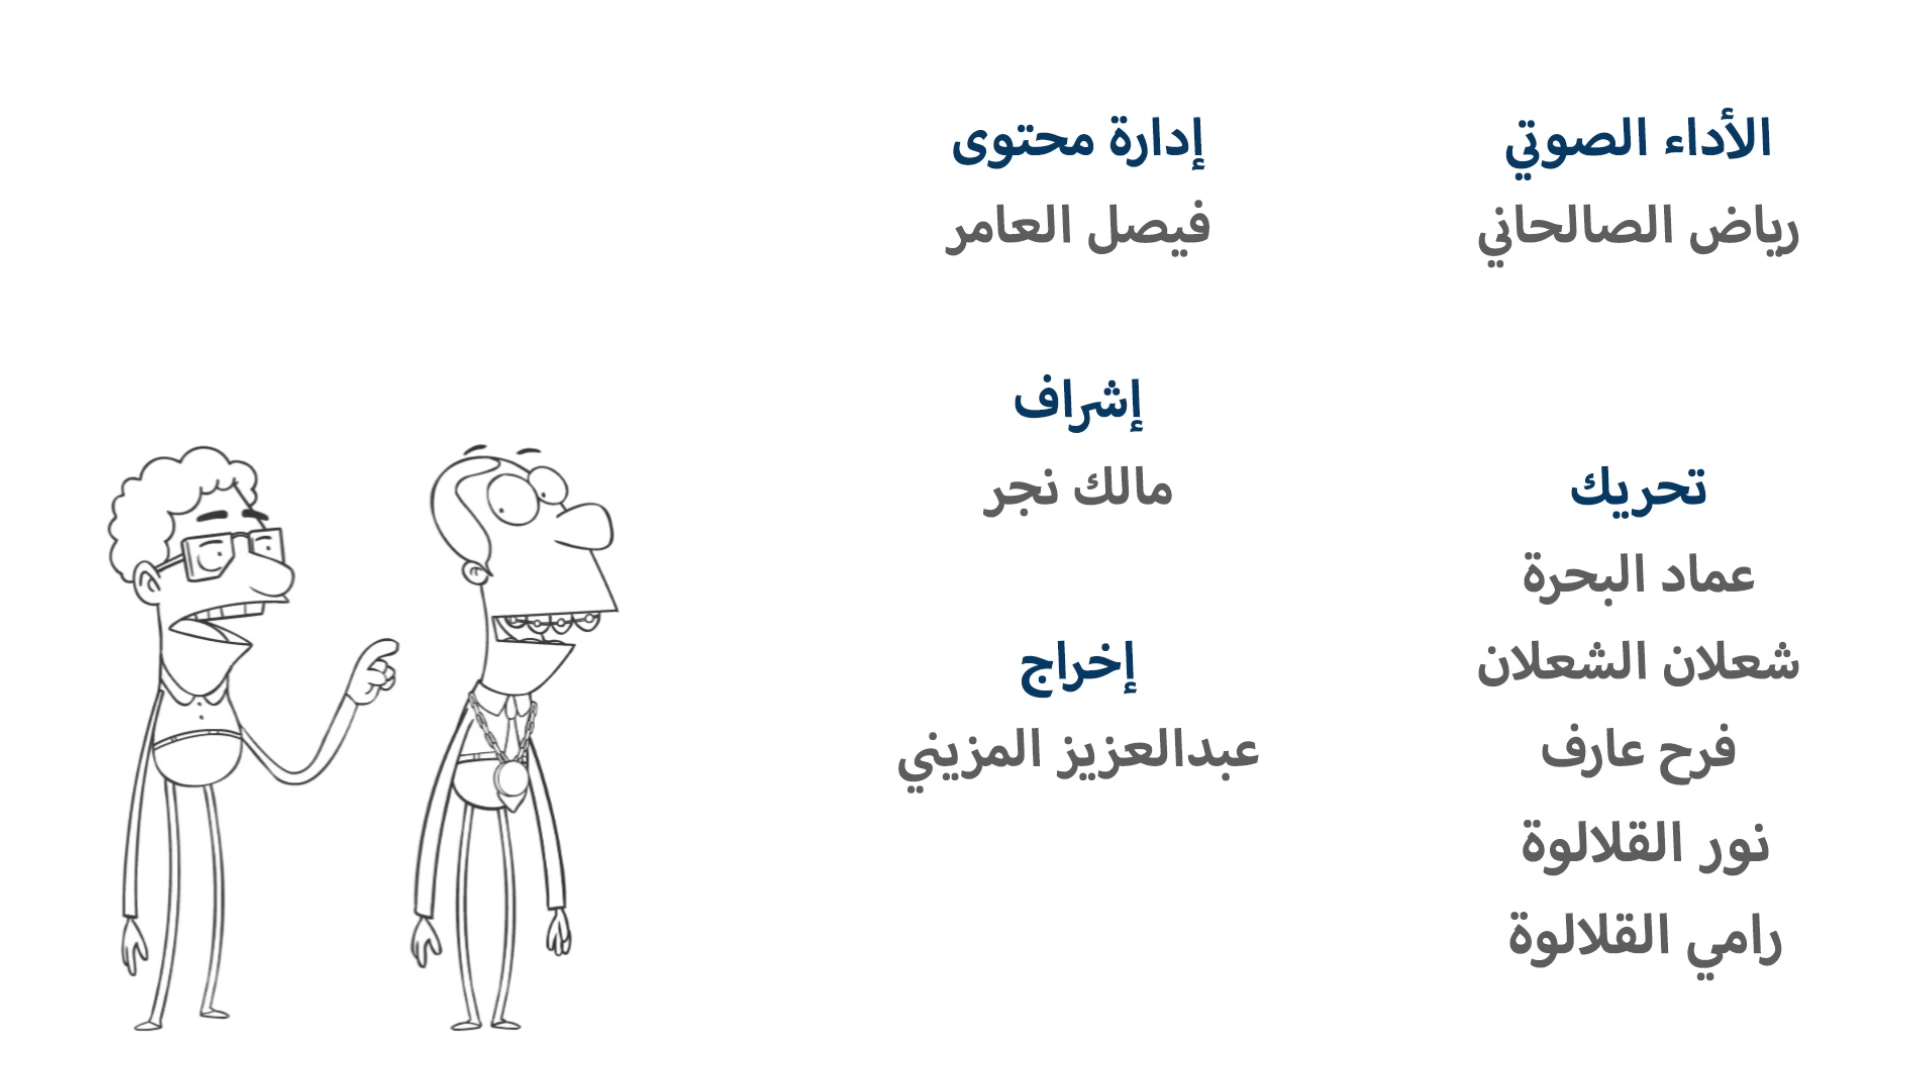 الأداء الصوتي
رياض الصالحاني
تحريك
عماد البحرة
شعلان الشعلان
فرح عارف
نور القلالوة
رامي القلالوة
إدارة محتوى
فيصل العامر
إشراف
مالك نجر
إخراج
عبدالعزيز المزيني